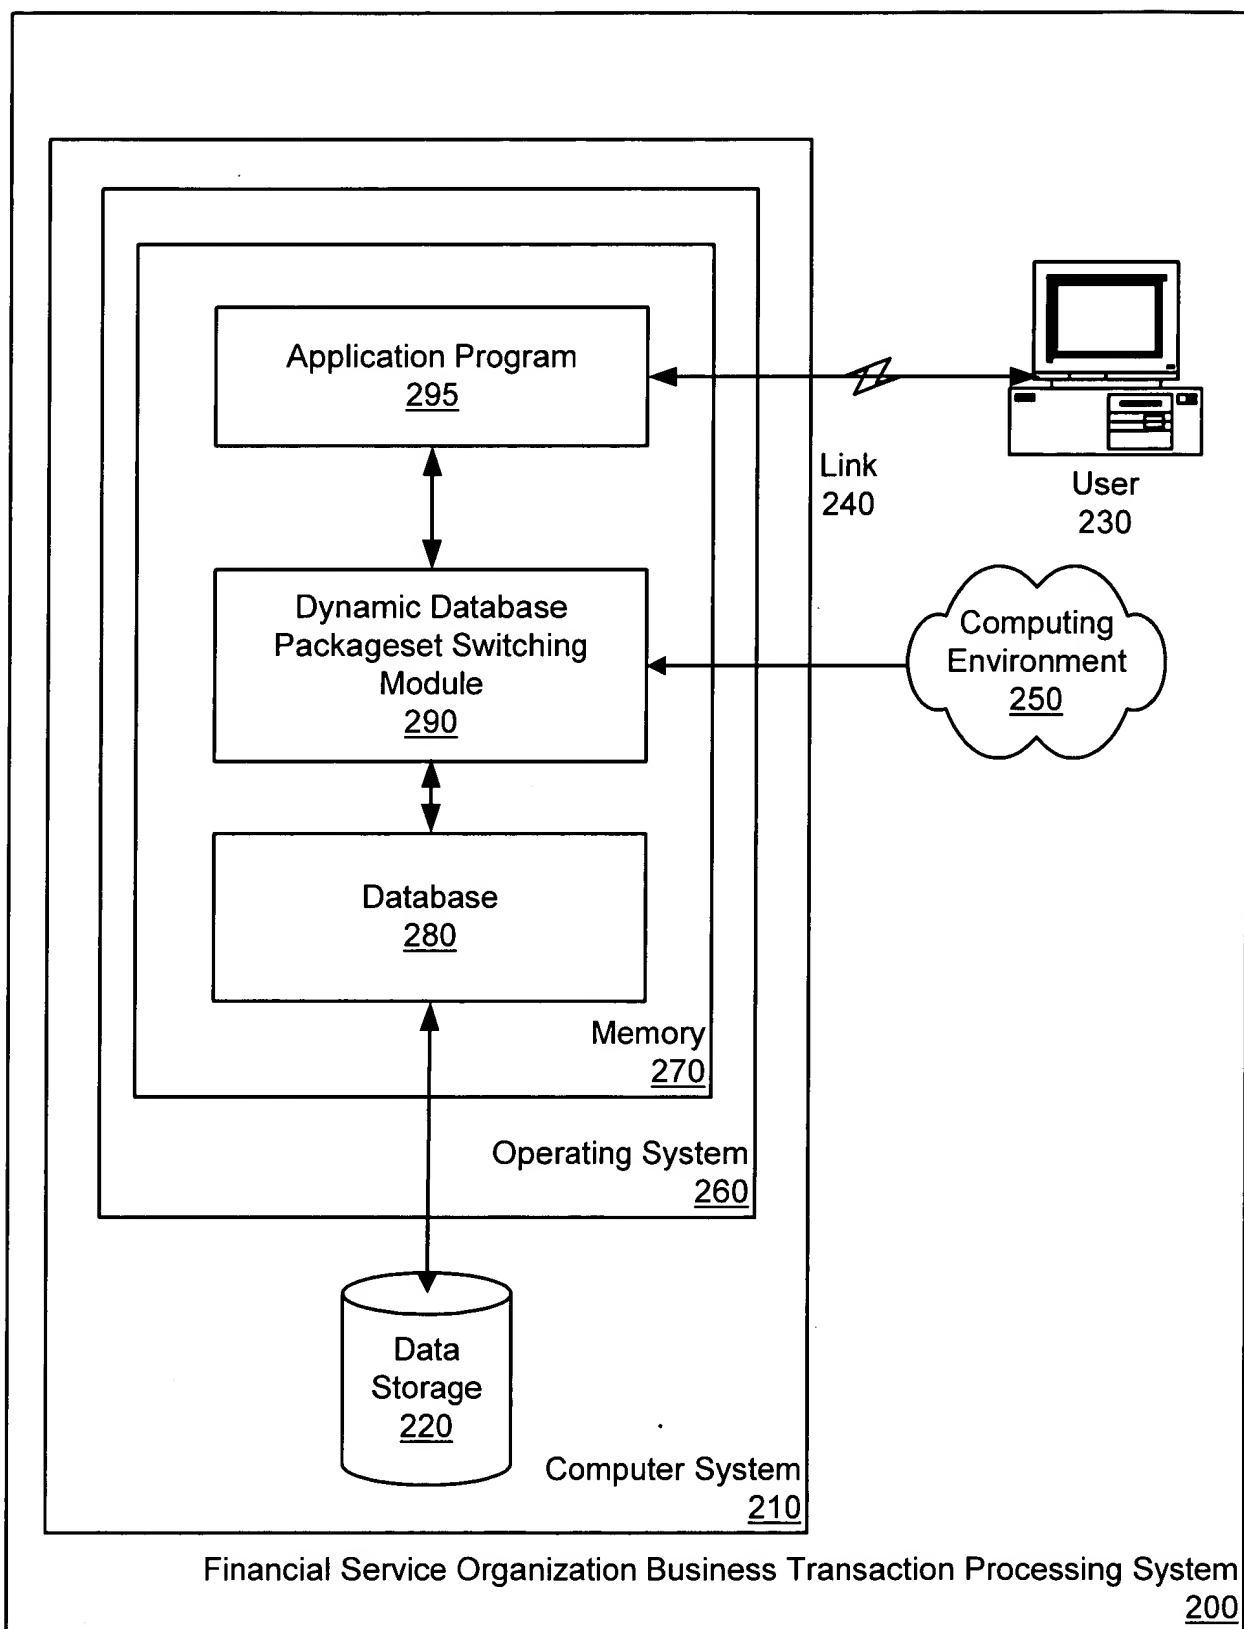 Application Program
295
Link
240
User
230
Dynamic Database
Packageset Switching
Module
290
Computing
Environment
250
Database
280
Memory
270
Operating System
260
Data
Storage
220
Computer System
210
Financial Service Organization Business Transaction Processing System
200